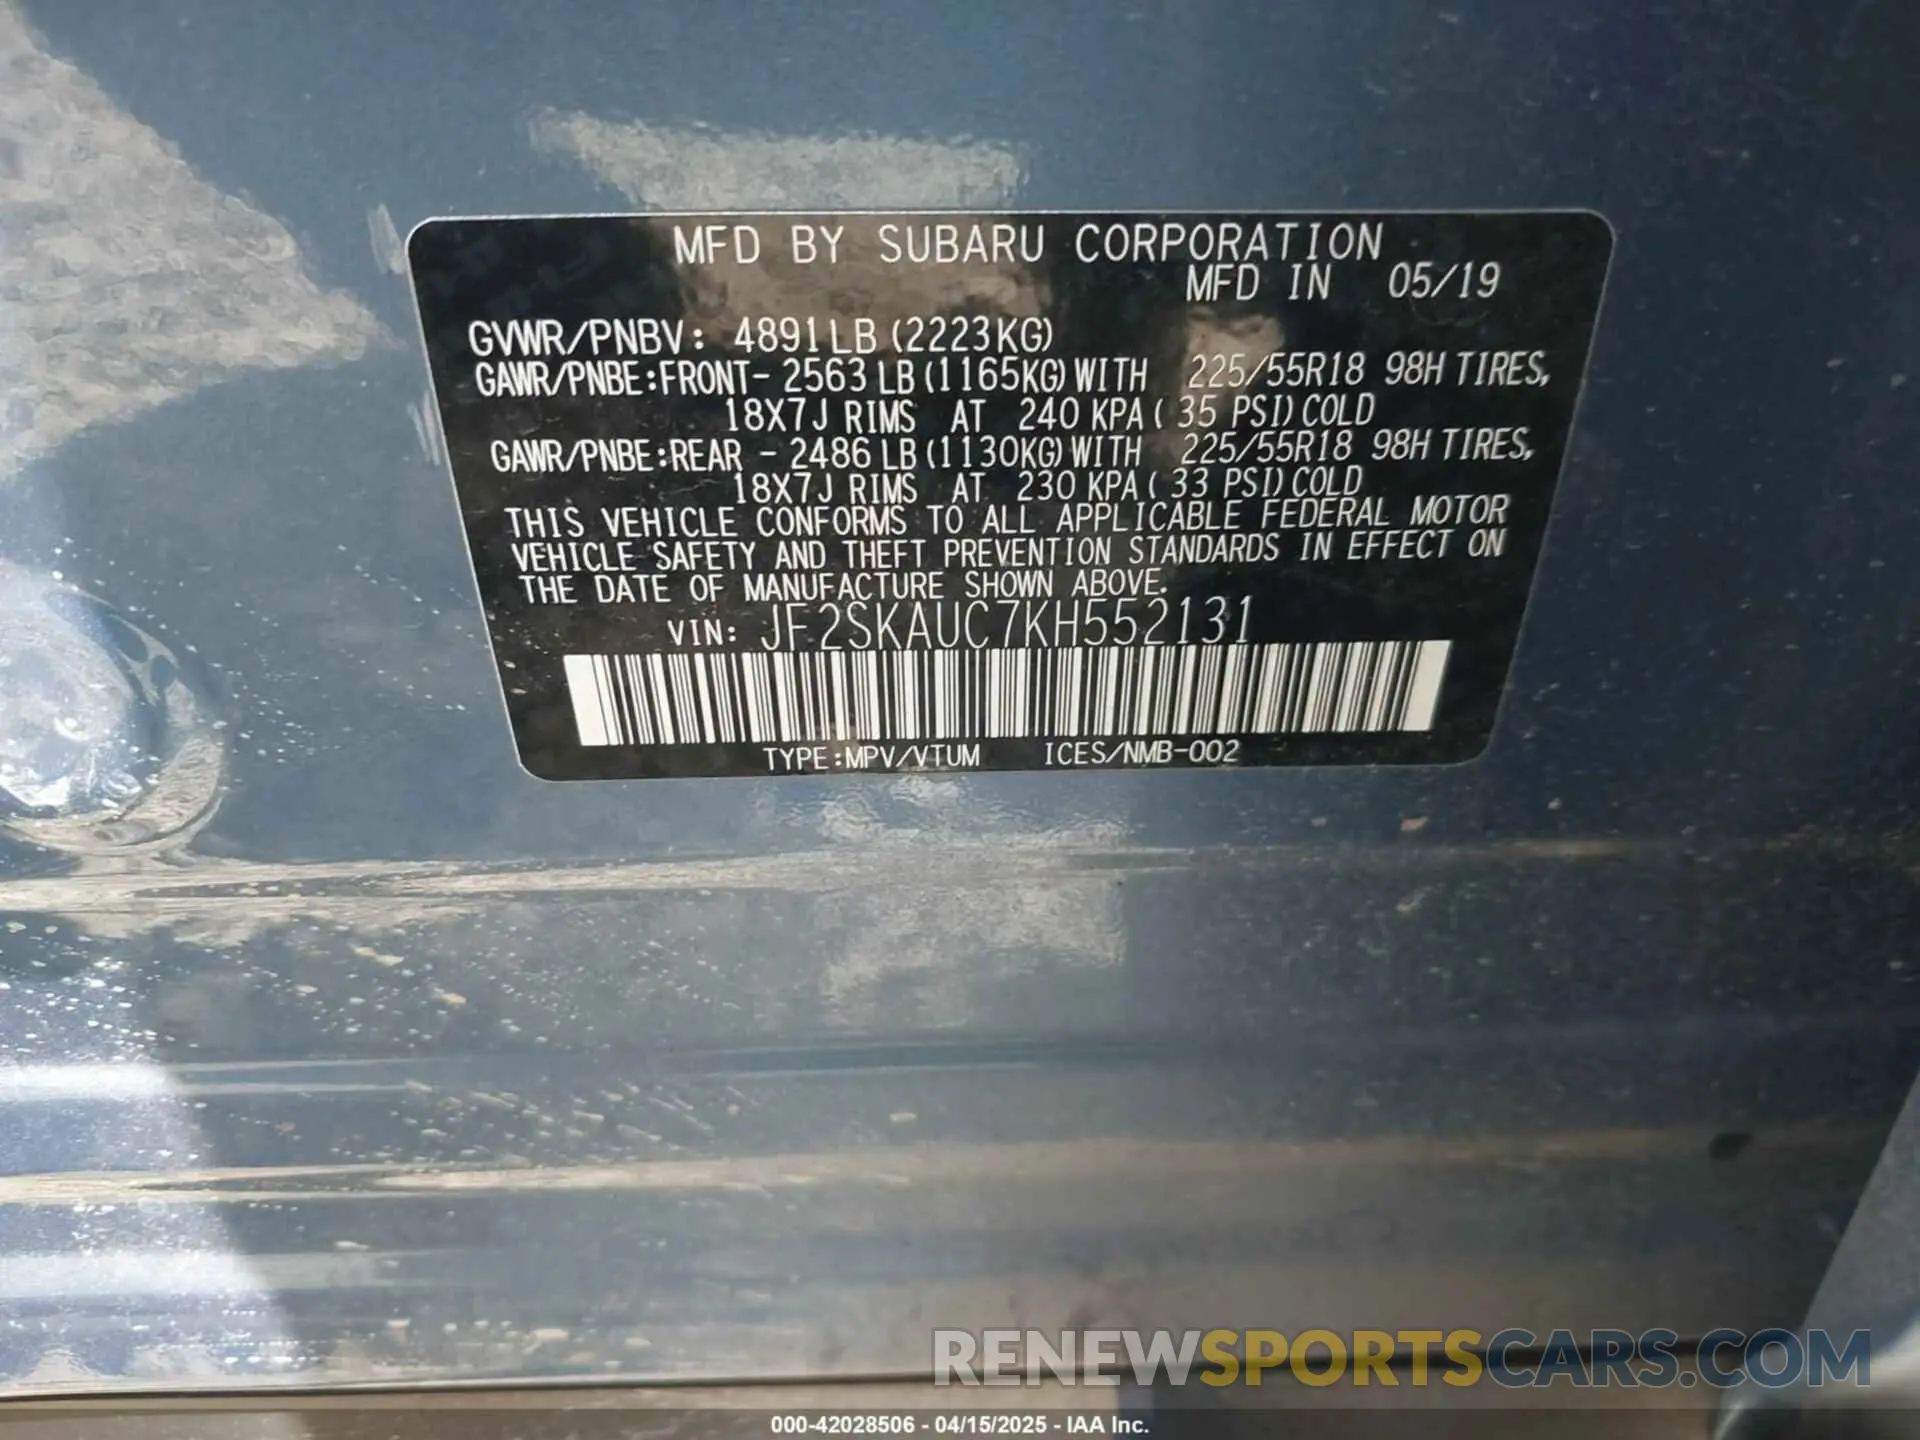 MFD BY SUBARU CORPORATION
MFD IN 05/19
GVWR/PNBV: 4891LB (2223KG)
GAWR/PNBE:FRONT- 2563 LB (1165KG) WITH 225/55R18 98H TIRES,
18X7J RIMS AT 240 KPA ( 35 PSI) COLD
GAWR/PNBE:REAR - 2486 LB (1130KG) WITH 225/55R18 98H TIRES,
18X7J RIMS AT 230 KPA ( 33 PSI) COLD
THIS VEHICLE CONFORMS TO ALL APPLICABLE FEDERAL MOTOR
VEHICLE SAFETY AND THEFT PREVENTION STANDARDS IN EFFECT ON
THE DATE OF MANUFACTURE SHOWN ABOVE.
VIN: JF2SKAUC7KH552131
TYPE:MPV/VTUM ICES/NMB-002
RENEWSPORTSCARS.COM
000-42028506 - 04/15/2025 - IAA Inc.